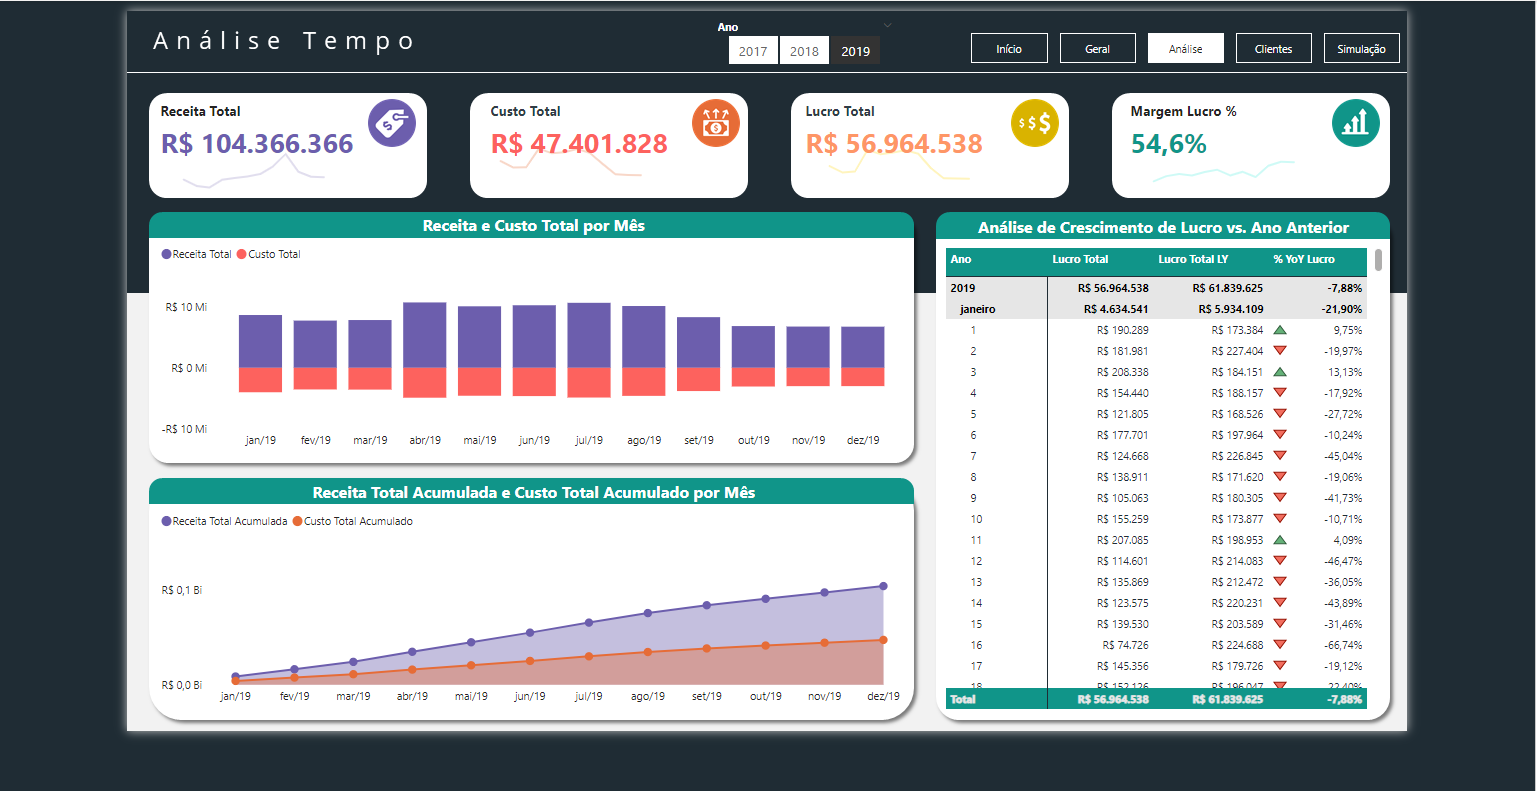 Análise Tempo
Ano
2017 2018 2019
Início Geral Análise Clientes Simulação
Receita Total
R$ 104.366.366
Custo Total
R$ 47.401.828
Lucro Total
R$ 56.964.538
Margem Lucro %
54,6%
Receita e Custo Total por Mês
Receita Total Custo Total
R$ 10 Mi
R$ 0 Mi
-R$ 10 Mi
jan/19 fev/19 mar/19 abr/19 mai/19 jun/19 jul/19 ago/19 set/19 out/19 nov/19 dez/19
Receita Total Acumulada e Custo Total Acumulado por Mês
Receita Total Acumulada Custo Total Acumulado
R$ 0,1 Bi
R$ 0,0 Bi
jan/19 fev/19 mar/19 abr/19 mai/19 jun/19 jul/19 ago/19 set/19 out/19 nov/19 dez/19
Análise de Crescimento de Lucro vs. Ano Anterior
Ano Lucro Total Lucro Total LY % YoY Lucro
2019 R$ 56.964.538 R$ 61.839.625 -7,88%
janeiro R$ 4.634.541 R$ 5.934.109 -21,90%
1 R$ 190.289 R$ 173.384 9,75%
2 R$ 181.981 R$ 227.404 -19,97%
3 R$ 208.338 R$ 184.151 13,13%
4 R$ 154.440 R$ 188.157 -17,92%
5 R$ 121.805 R$ 168.526 -27,72%
6 R$ 177.701 R$ 197.964 -10,24%
7 R$ 124.668 R$ 226.845 -45,04%
8 R$ 138.911 R$ 171.620 -19,06%
9 R$ 105.063 R$ 180.305 -41,73%
10 R$ 155.259 R$ 173.877 -10,71%
11 R$ 207.085 R$ 198.953 4,09%
12 R$ 114.601 R$ 214.083 -46,47%
13 R$ 135.869 R$ 212.472 -36,05%
14 R$ 123.575 R$ 220.231 -43,89%
15 R$ 139.530 R$ 203.589 -31,46%
16 R$ 74.726 R$ 224.688 -66,74%
17 R$ 145.356 R$ 179.726 -19,12%
18 R$ 152.126 R$ 196.047 -22,40%
Total R$ 56.964.538 R$ 61.839.625 -7,88%